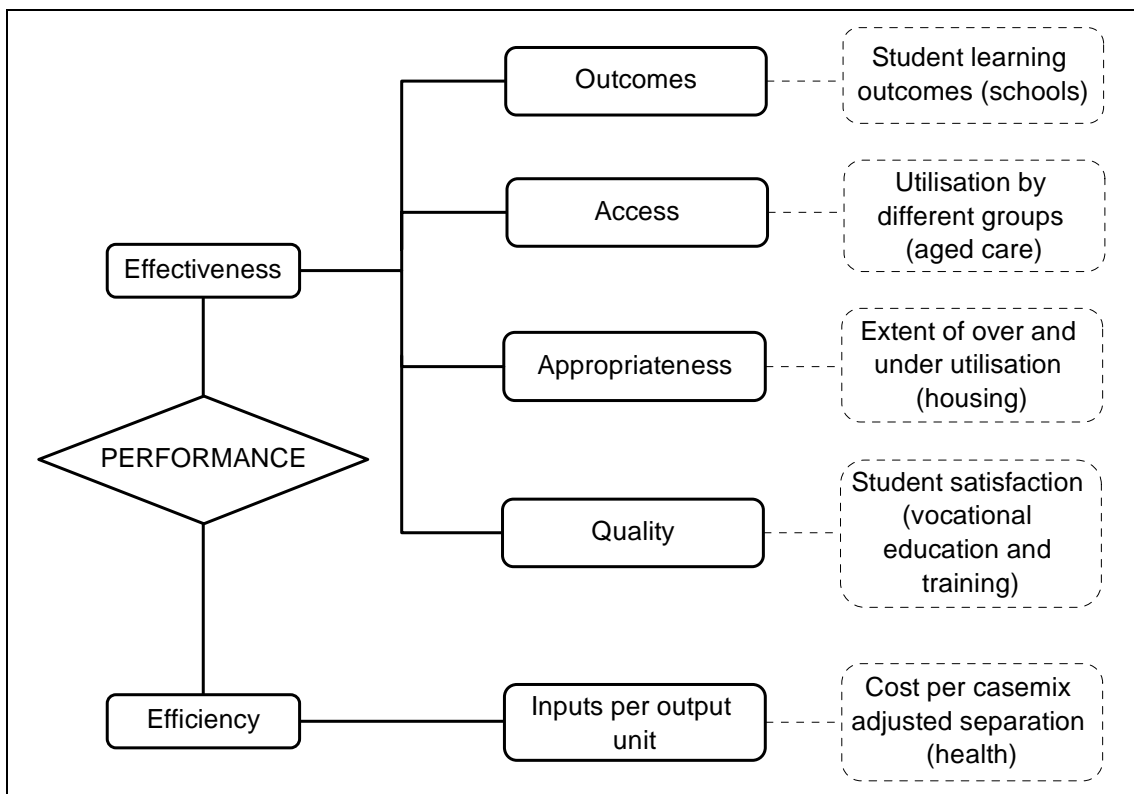 Outcomes
Student learning
outcomes (schools)
Access
Utilisation by
different groups
(aged care)
Effectiveness
Appropriateness
Extent of over and
under utilisation
(housing)
PERFORMANCE
Quality
Student satisfaction
(vocational
education and
training)
Efficiency
Inputs per output
unit
Cost per casemix
adjusted separation
(health)